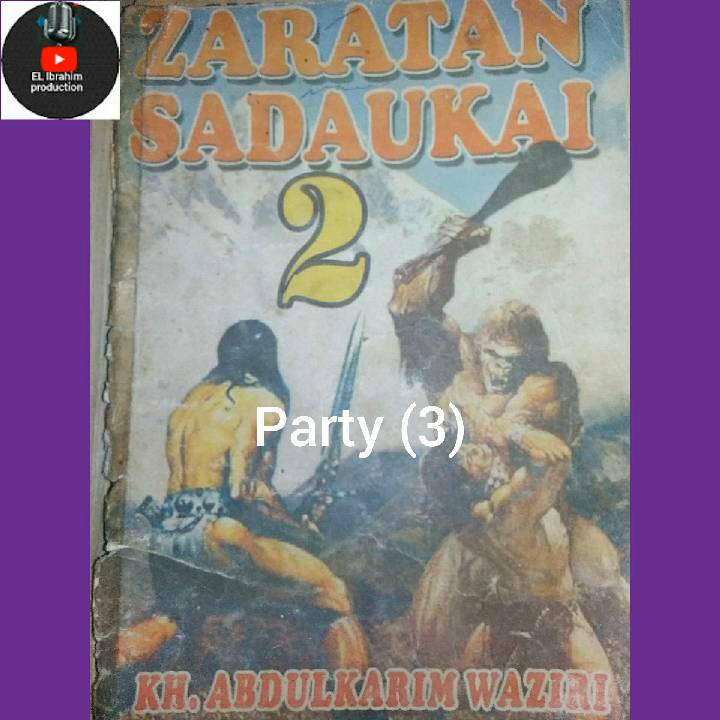 EL Ibrahim
production
ZARATAN
SADAUKAI
2
Party (3)
KH. ABDULKARIM WAZIRI